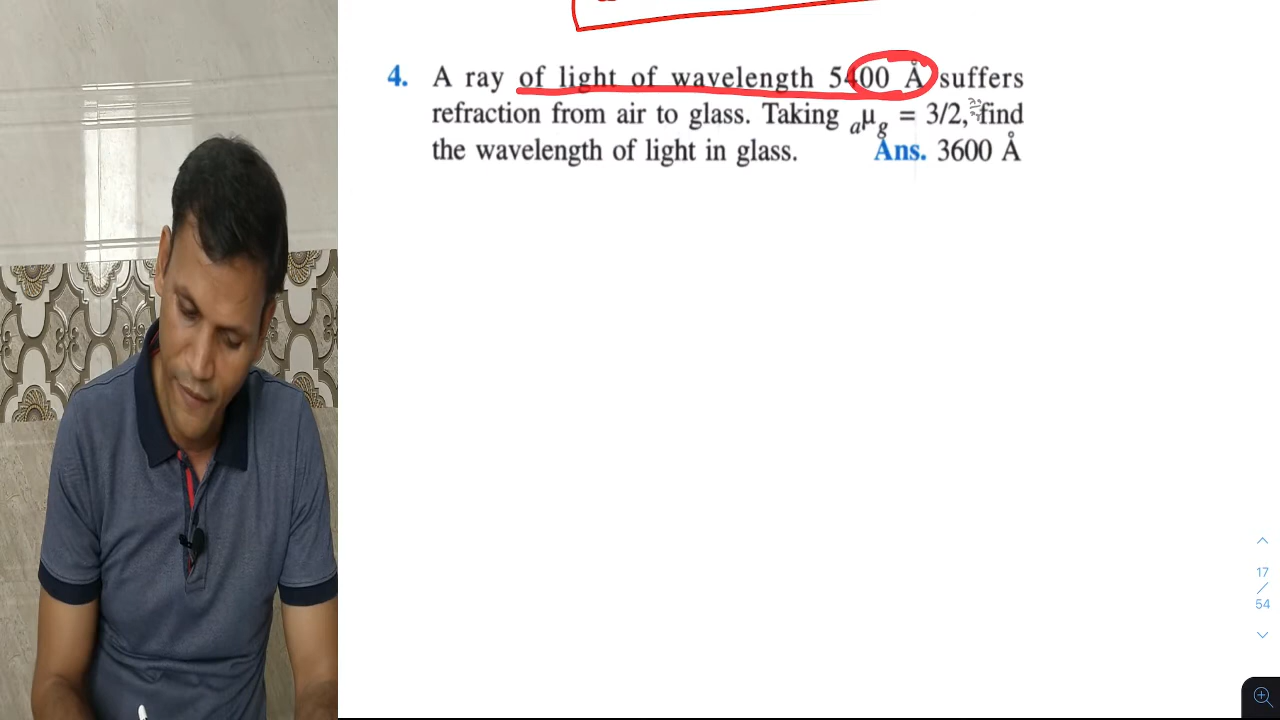 4. A ray of light of wavelength 5400 Å suffers
refraction from air to glass. Taking aμg = 3/2, find
the wavelength of light in glass. Ans. 3600 Å
17
/
54